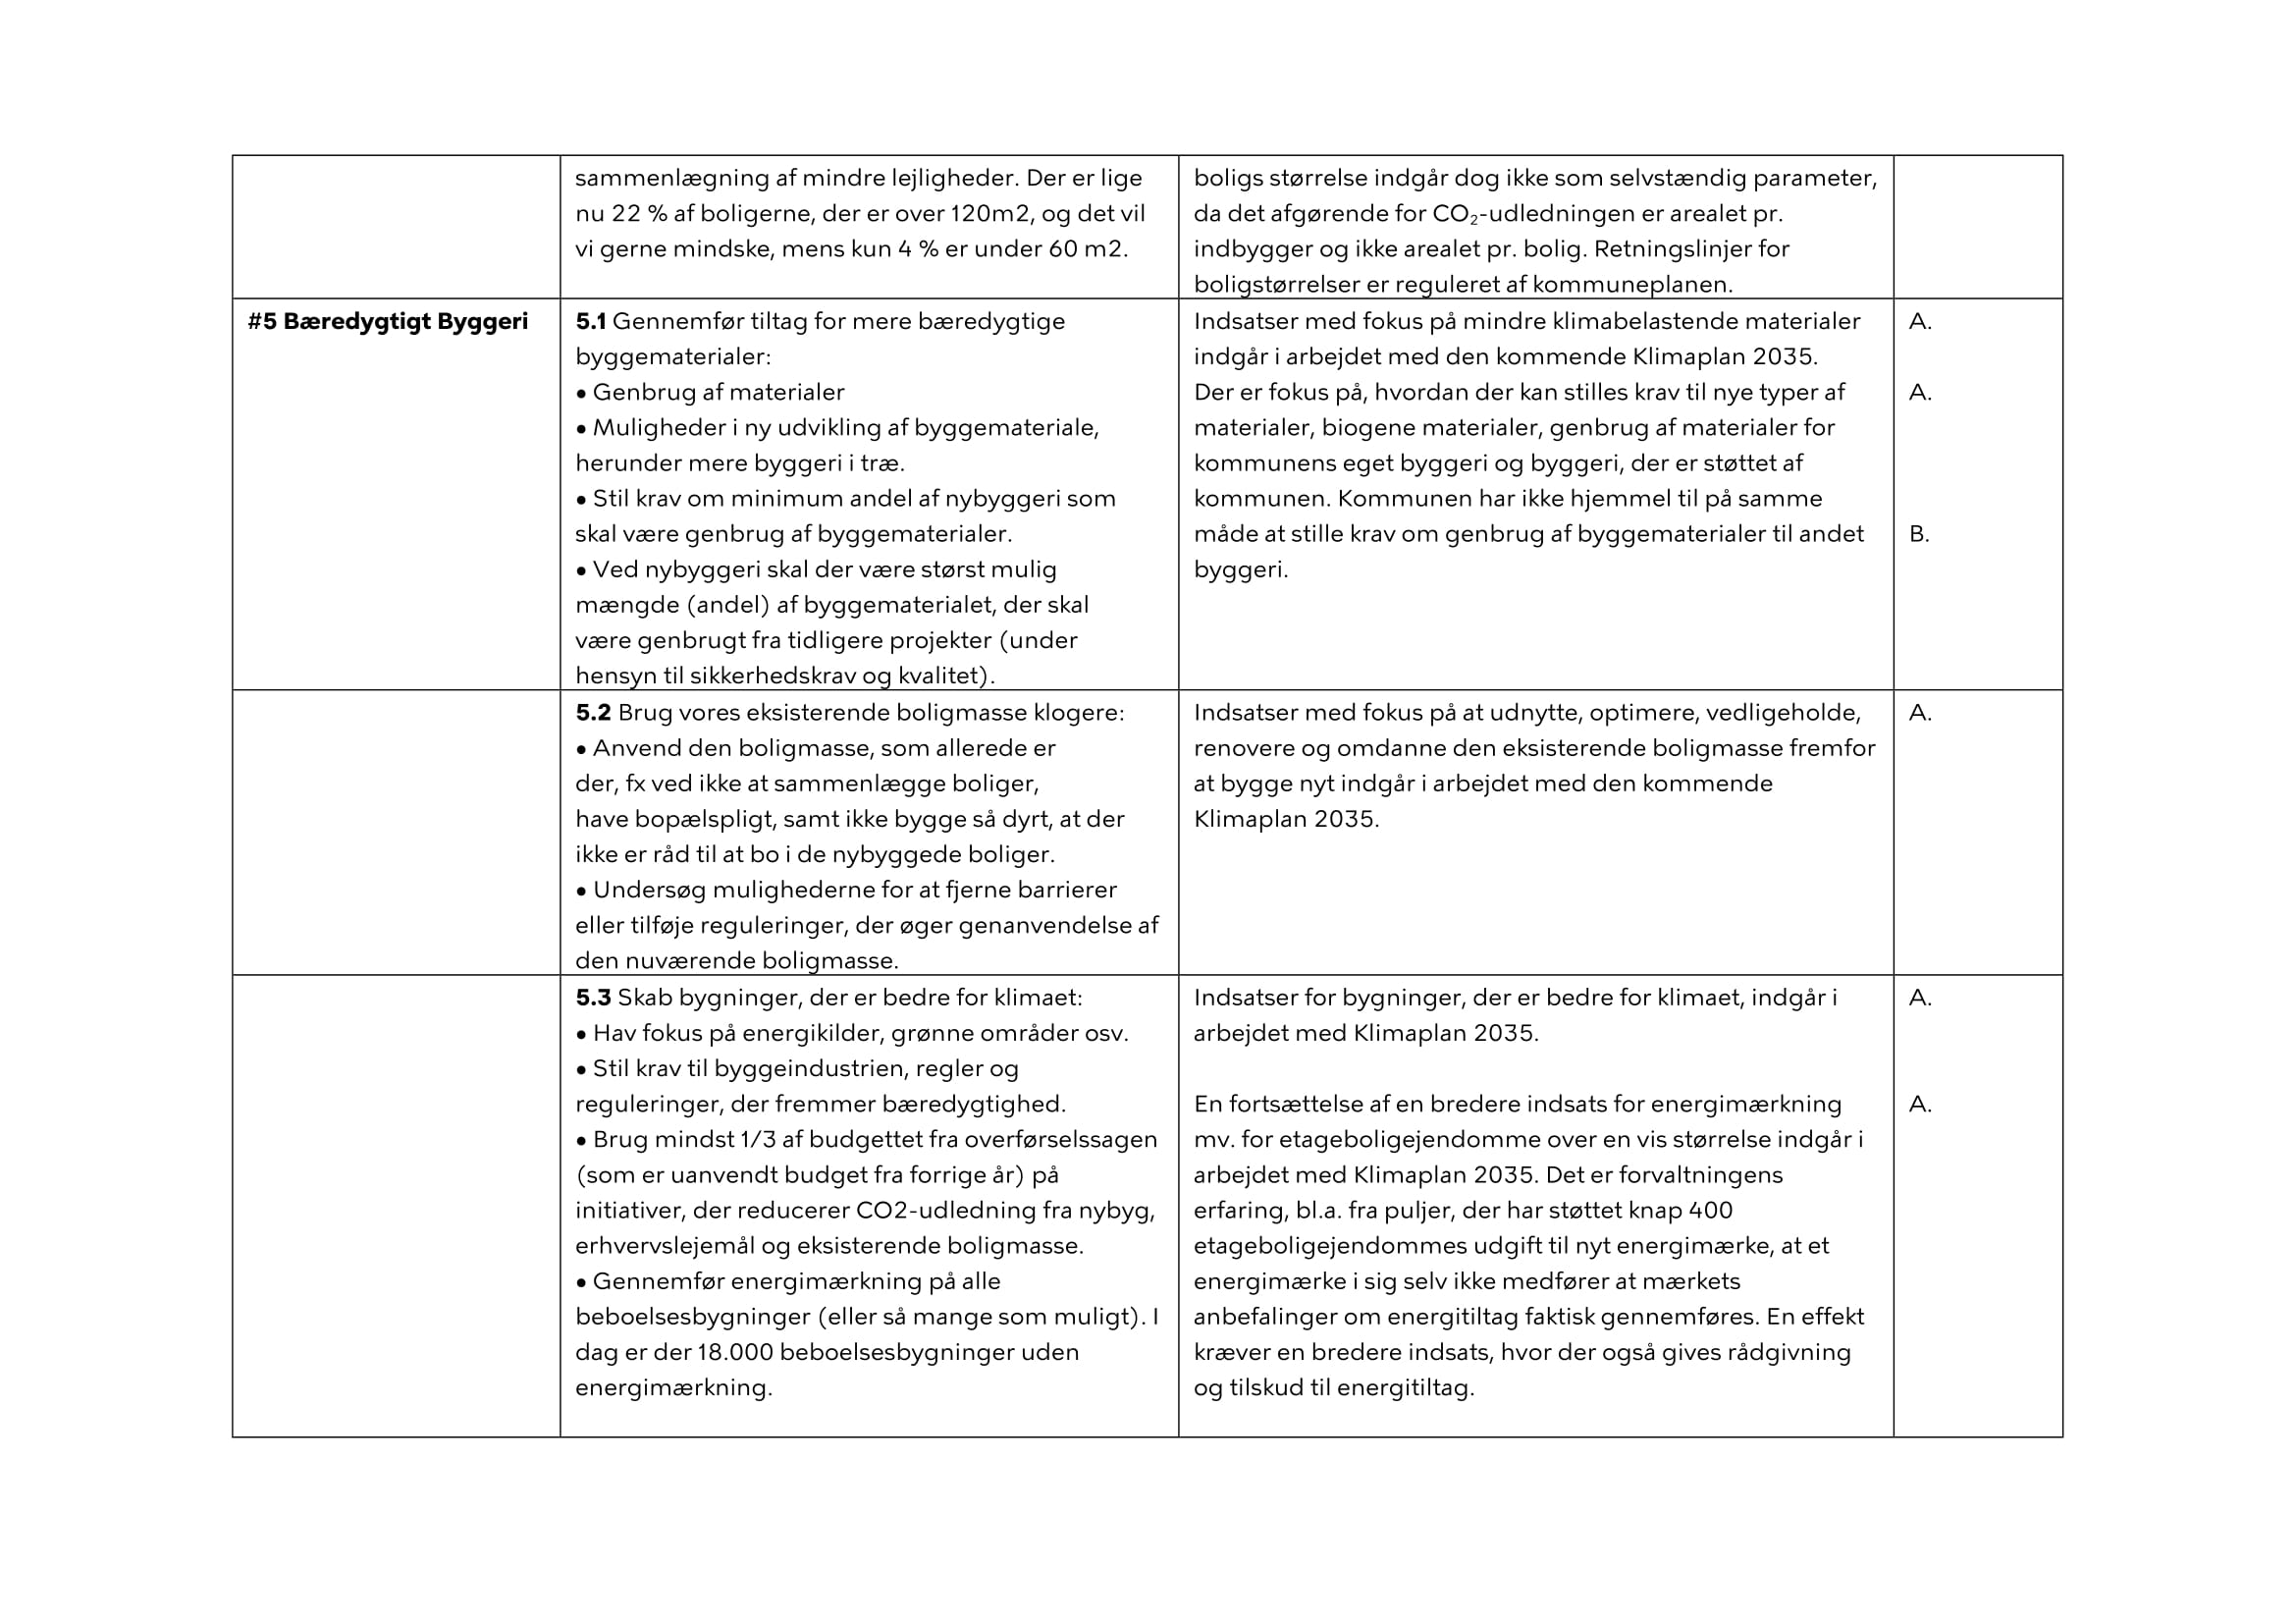 sammenlægning af mindre lejligheder. Der er lige
nu 22 % af boligerne, der er over 120m2, og det vil
vi gerne mindske, mens kun 4 % er under 60 m2.
boligs størrelse indgår dog ikke som selvstændig parameter,
da det afgørende for CO₂-udledningen er arealet pr.
indbygger og ikke arealet pr. bolig. Retningslinjer for
boligstørrelser er reguleret af kommuneplanen.
#5 Bæredygtigt Byggeri
5.1 Gennemfør tiltag for mere bæredygtige
byggematerialer:
• Genbrug af materialer
• Muligheder i ny udvikling af byggemateriale,
herunder mere byggeri i træ.
• Stil krav om minimum andel af nybyggeri som
skal være genbrug af byggematerialer.
• Ved nybyggeri skal der være størst mulig
mængde (andel) af byggematerialet, der skal
være genbrugt fra tidligere projekter (under
hensyn til sikkerhedskrav og kvalitet).
Indsatser med fokus på mindre klimabelastende materialer
indgår i arbejdet med den kommende Klimaplan 2035.
Der er fokus på, hvordan der kan stilles krav til nye typer af
materialer, biogene materialer, genbrug af materialer for
kommunens eget byggeri og byggeri, der er støttet af
kommunen. Kommunen har ikke hjemmel til på samme
måde at stille krav om genbrug af byggematerialer til andet
byggeri.
A.
A.
B.
5.2 Brug vores eksisterende boligmasse klogere:
• Anvend den boligmasse, som allerede er
der, fx ved ikke at sammenlægge boliger,
have bopælspligt, samt ikke bygge så dyrt, at der
ikke er råd til at bo i de nybyggede boliger.
• Undersøg mulighederne for at fjerne barrierer
eller tilføje reguleringer, der øger genanvendelse af
den nuværende boligmasse.
Indsatser med fokus på at udnytte, optimere, vedligeholde,
renovere og omdanne den eksisterende boligmasse fremfor
at bygge nyt indgår i arbejdet med den kommende
Klimaplan 2035.
A.
5.3 Skab bygninger, der er bedre for klimaet:
• Hav fokus på energikilder, grønne områder osv.
• Stil krav til byggeindustrien, regler og
reguleringer, der fremmer bæredygtighed.
• Brug mindst 1/3 af budgettet fra overførselssagen
(som er uanvendt budget fra forrige år) på
initiativer, der reducerer CO2-udledning fra nybyg,
erhvervslejemål og eksisterende boligmasse.
• Gennemfør energimærkning på alle
beboelsesbygninger (eller så mange som muligt). I
dag er der 18.000 beboelsesbygninger uden
energimærkning.
Indsatser for bygninger, der er bedre for klimaet, indgår i
arbejdet med Klimaplan 2035.
En fortsættelse af en bredere indsats for energimærkning
mv. for etageboligejendomme over en vis størrelse indgår i
arbejdet med Klimaplan 2035. Det er forvaltningens
erfaring, bl.a. fra puljer, der har støttet knap 400
etageboligejendommes udgift til nyt energimærke, at et
energimærke i sig selv ikke medfører at mærkets
anbefalinger om energitiltag faktisk gennemføres. En effekt
kræver en bredere indsats, hvor der også gives rådgivning
og tilskud til energitiltag.
A.
A.